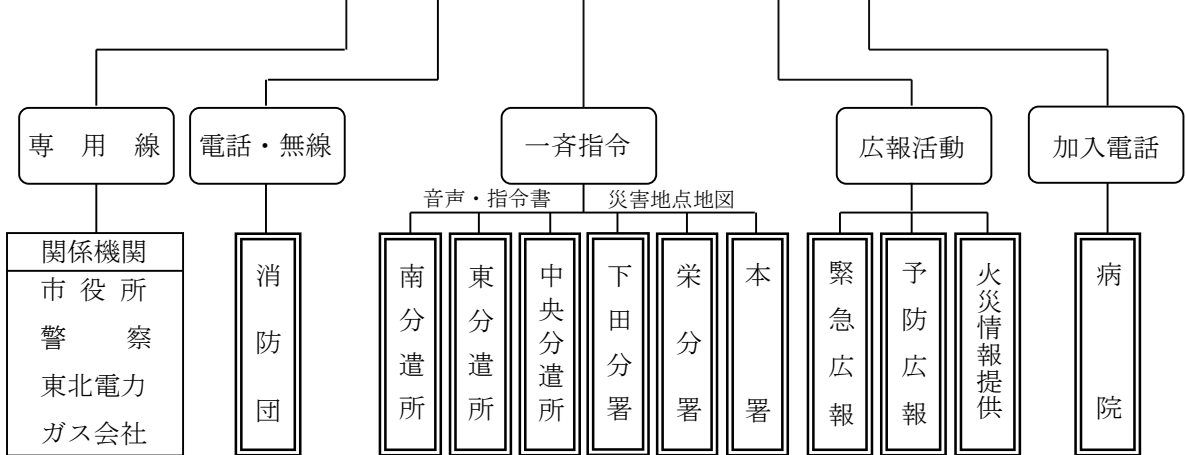 専用線
電話・無線
一斉指令
広報活動
加入電話
音声・指令書
災害地点地図
関係機関
市役所
警察
東北電力
ガス会社
消防団
南分遣所
東分遣所
中央分遣所
下田分署
栄分署
本署
緊急広報
予防広報
火災情報提供
病院